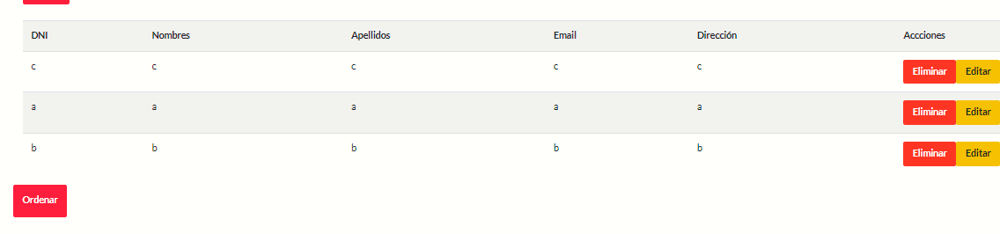 DNI Nombres Apellidos Email Dirección Accciones
c c c c c Eliminar Editar
a a a a a Eliminar Editar
b b b b b Eliminar Editar
Ordenar